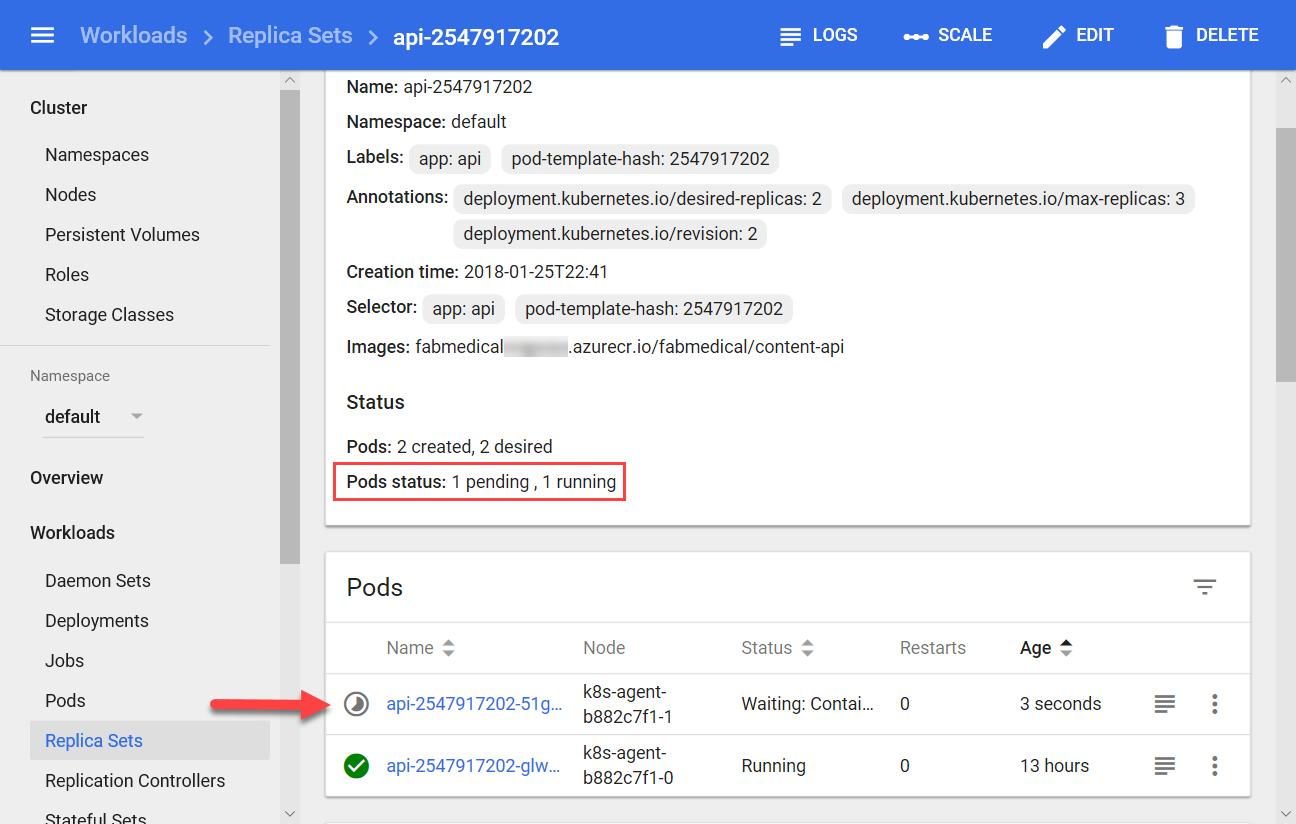 Workloads > Replica Sets > api-2547917202
LOGS SCALE EDIT DELETE
Cluster
Namespaces
Nodes
Persistent Volumes
Roles
Storage Classes
Namespace
default
Overview
Workloads
Daemon Sets
Deployments
Jobs
Pods
Replica Sets
Replication Controllers
Stateful Sets
Name: api-2547917202
Namespace: default
Labels: app: api pod-template-hash: 2547917202
Annotations: deployment.kubernetes.io/desired-replicas: 2 deployment.kubernetes.io/max-replicas: 3
deployment.kubernetes.io/revision: 2
Creation time: 2018-01-25T22:41
Selector: app: api pod-template-hash: 2547917202
Images: fabmedical .azurecr.io/fabmedical/content-api
Status
Pods: 2 created, 2 desired
Pods status: 1 pending , 1 running
Pods
Name Node Status Restarts Age
api-2547917202-51g... k8s-agent-
b882c7f1-1 Waiting: Contai... 0 3 seconds
api-2547917202-glw... k8s-agent-
b882c7f1-0 Running 0 13 hours